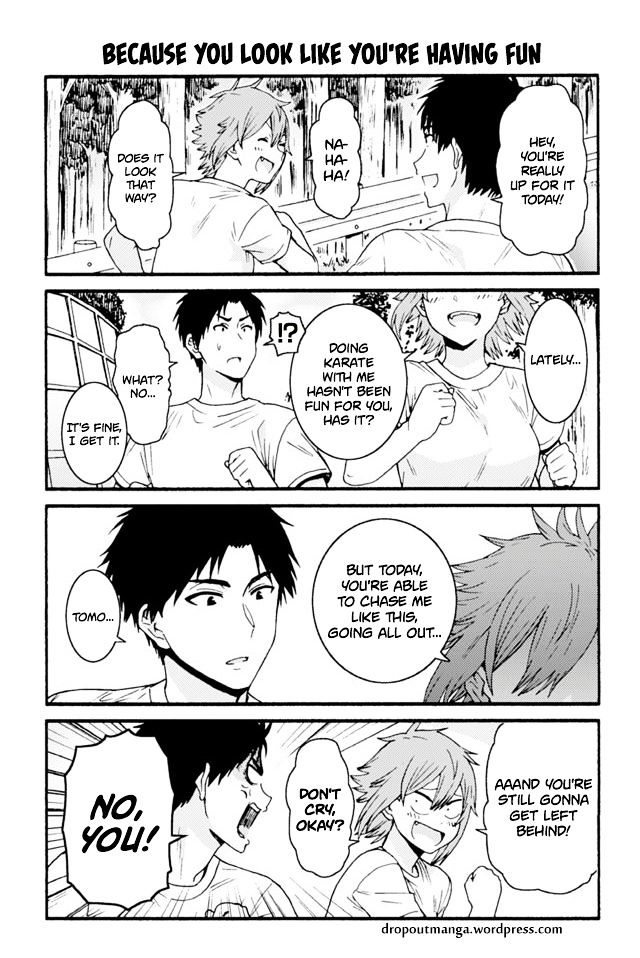 BECAUSE YOU LOOK LIKE YOU'RE HAVING FUN
HEY,
YOU'RE
REALLY
UP FOR IT
TODAY!
NA-
HA-
HA!
DOES IT
LOOK
THAT
WAY?
LATELY...
DOING
KARATE
WITH ME
HASN'T BEEN
FUN FOR YOU,
HAS IT?
!?
WHAT?
NO...
IT'S FINE,
I GET IT.
BUT TODAY,
YOU'RE ABLE
TO CHASE ME
LIKE THIS,
GOING ALL OUT...
TOMO...
AAAND YOU'RE
STILL GONNA
GET LEFT
BEHIND!
DON'T
CRY,
OKAY?
NO,
YOU!
dropoutmanga.wordpress.com